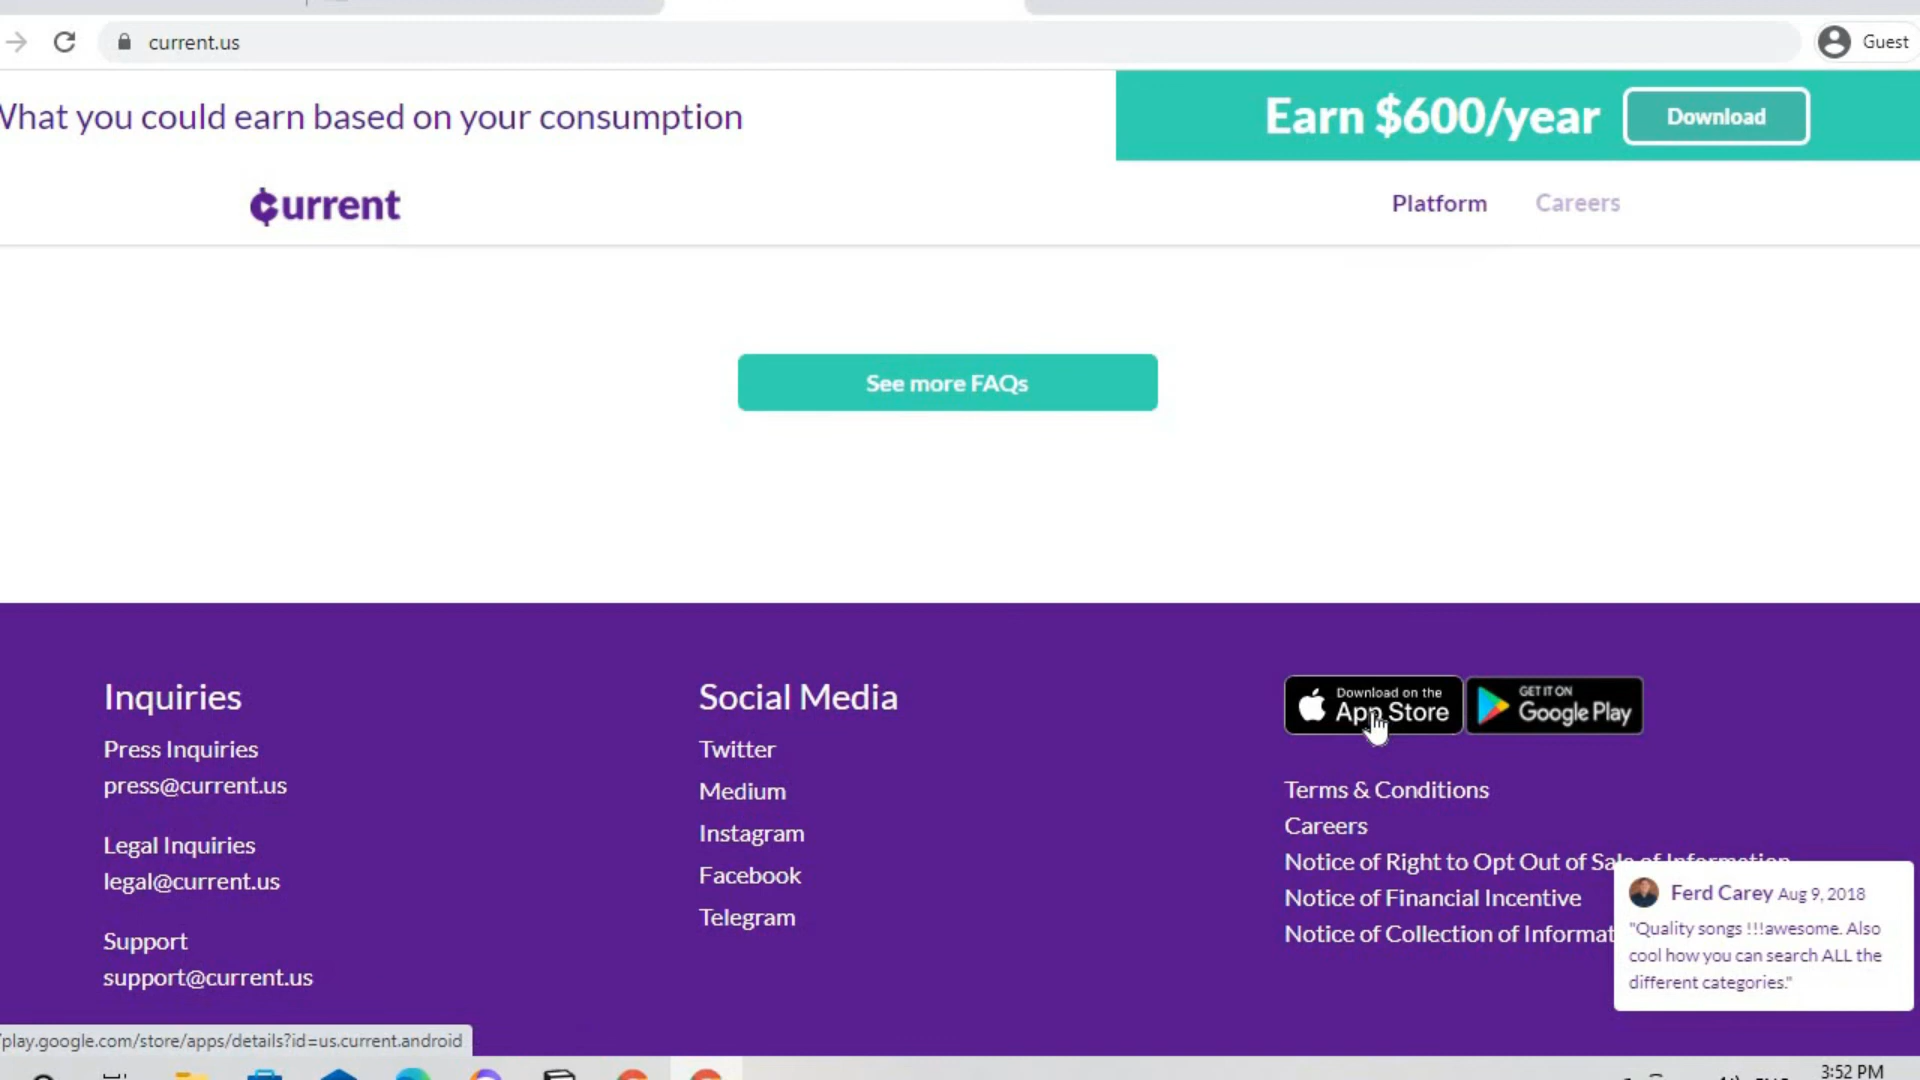 current.us
Guest
What you could earn based on your consumption
Earn $600/year
Download
Current
Platform
Careers
See more FAQs
Inquiries
Press Inquiries
press@current.us
Legal Inquiries
legal@current.us
Support
support@current.us
Social Media
Twitter
Medium
Instagram
Facebook
Telegram
Download on the
App Store
GET IT ON
Google Play
Terms & Conditions
Careers
Notice of Right to Opt Out of Sale of Information
Notice of Financial Incentive
Notice of Collection of Informat
Ferd Carey Aug 9, 2018
"Quality songs !!!awesome. Also
cool how you can search ALL the
different categories."
/play.google.com/store/apps/details?id=us.current.android
3:52 PM